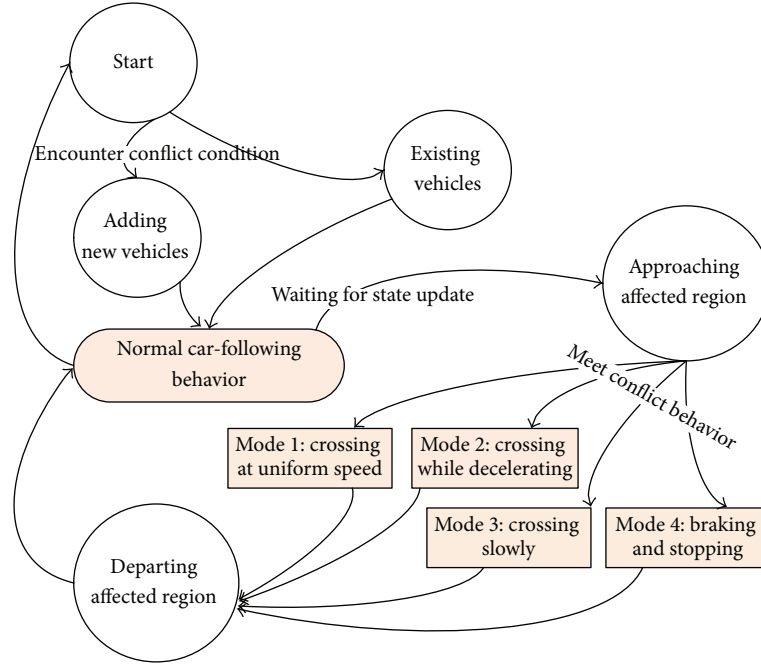 Start
Encounter conflict condition
Existing
vehicles
Adding
new vehicles
Approaching
affected region
Waiting for state update
Normal car-following
behavior
Meet conflict behavior
Mode 1: crossing
at uniform speed
Mode 2: crossing
while decelerating
Mode 3: crossing
slowly
Mode 4: braking
and stopping
Departing
affected region